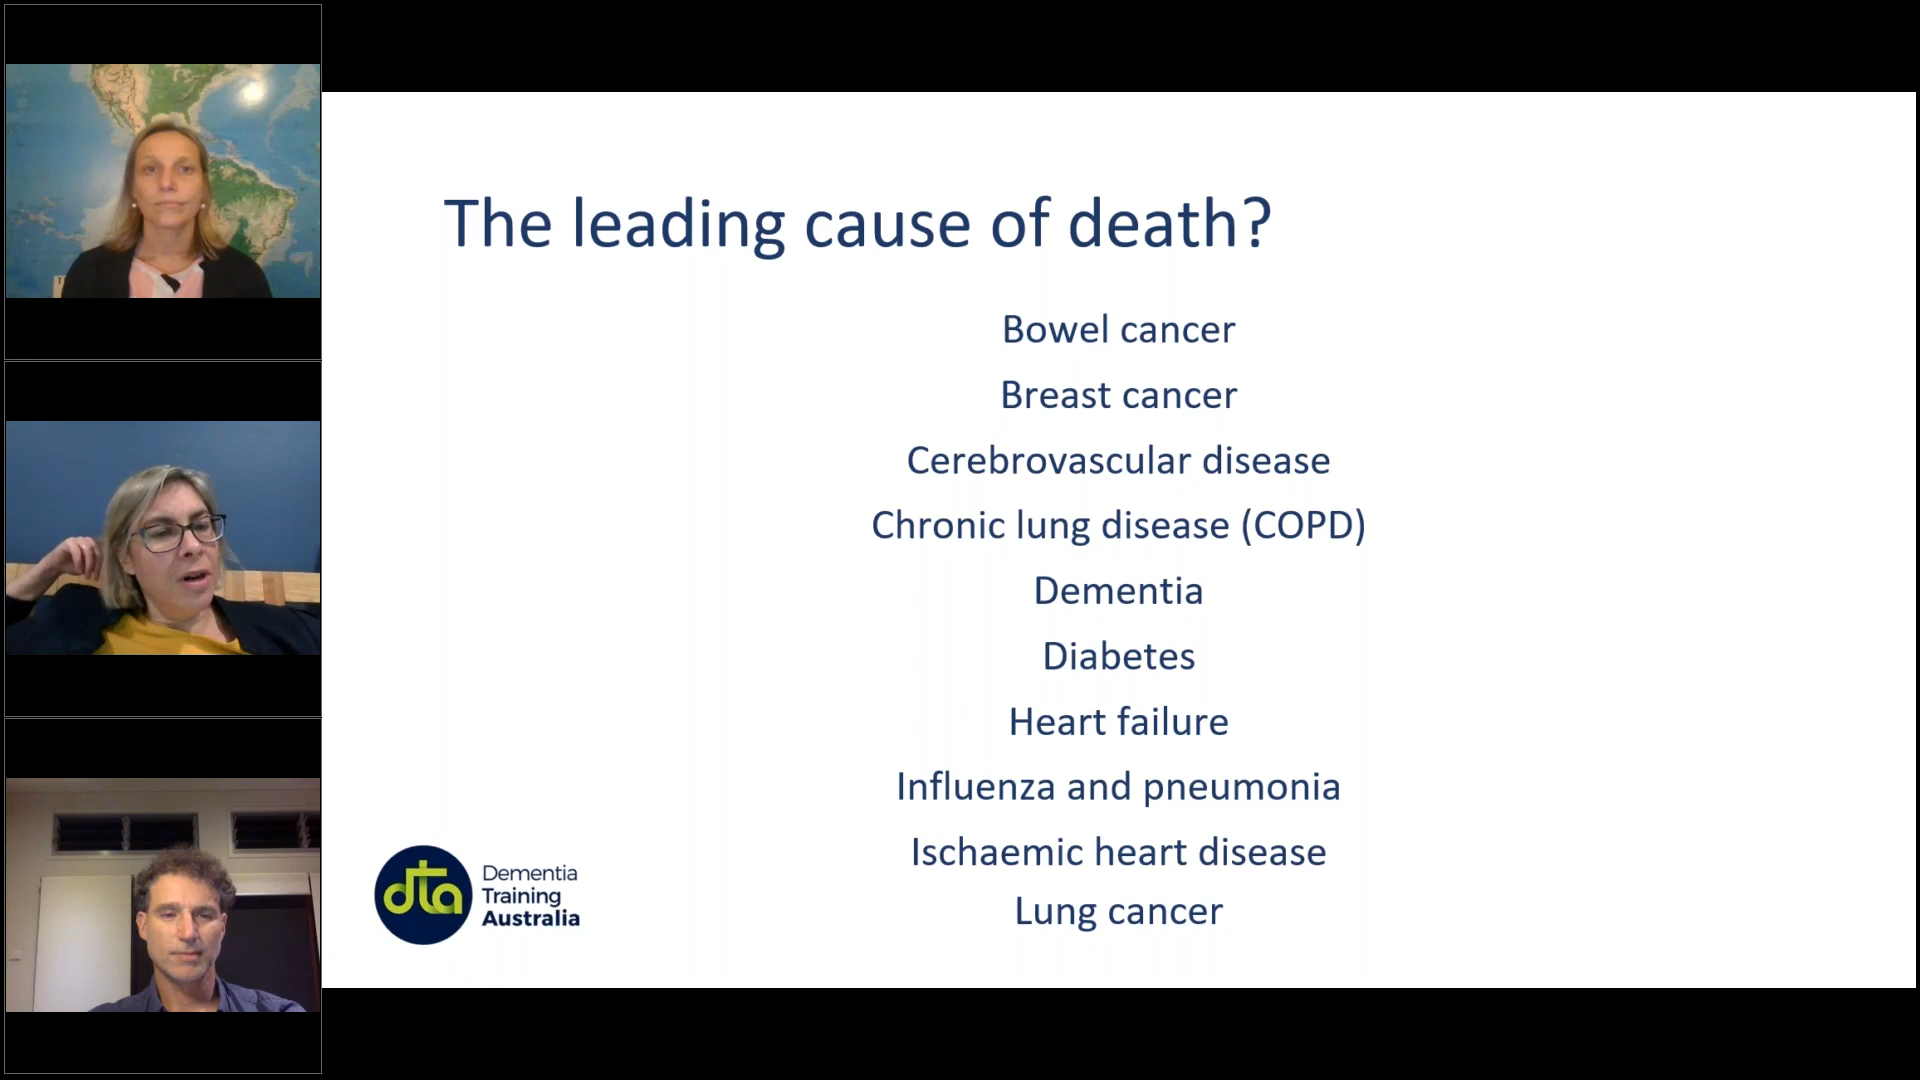 The leading cause of death?
Bowel cancer
Breast cancer
Cerebrovascular disease
Chronic lung disease (COPD)
Dementia
Diabetes
Heart failure
Influenza and pneumonia
Ischaemic heart disease
Lung cancer
dta
Dementia
Training
Australia